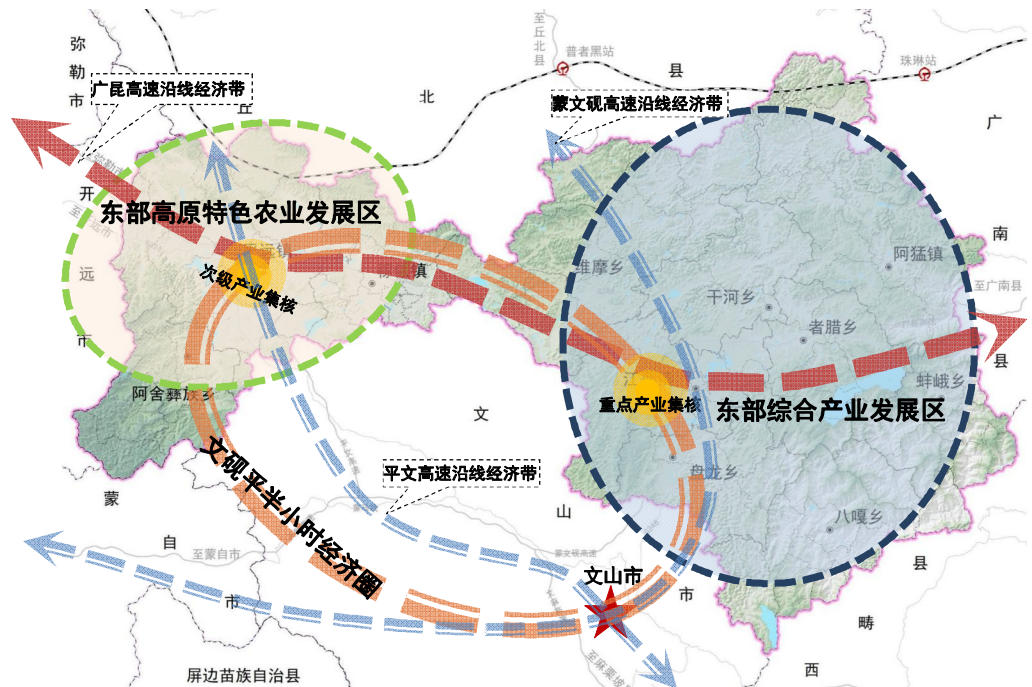 弥勒市
至丘北县
普者黑站
珠琳站
县
广昆高速沿线经济带
北
丘
蒙文砚高速沿线经济带
广
开
东部高原特色农业发展区
南
阿猛镇
维摩乡
远
次级产业集核
镇
至广南县
干河乡
者腊乡
市
县
江
蚌峨乡
阿舍彝族乡
重点产业集核
东部综合产业发展区
文
文砚平半小时经济圈
平文高速沿线经济带
盘龙乡
蒙
山
八嘎乡
自
至蒙自市
蒙文砚高速
县
文山市
市
市
畴
屏边苗族自治县
西